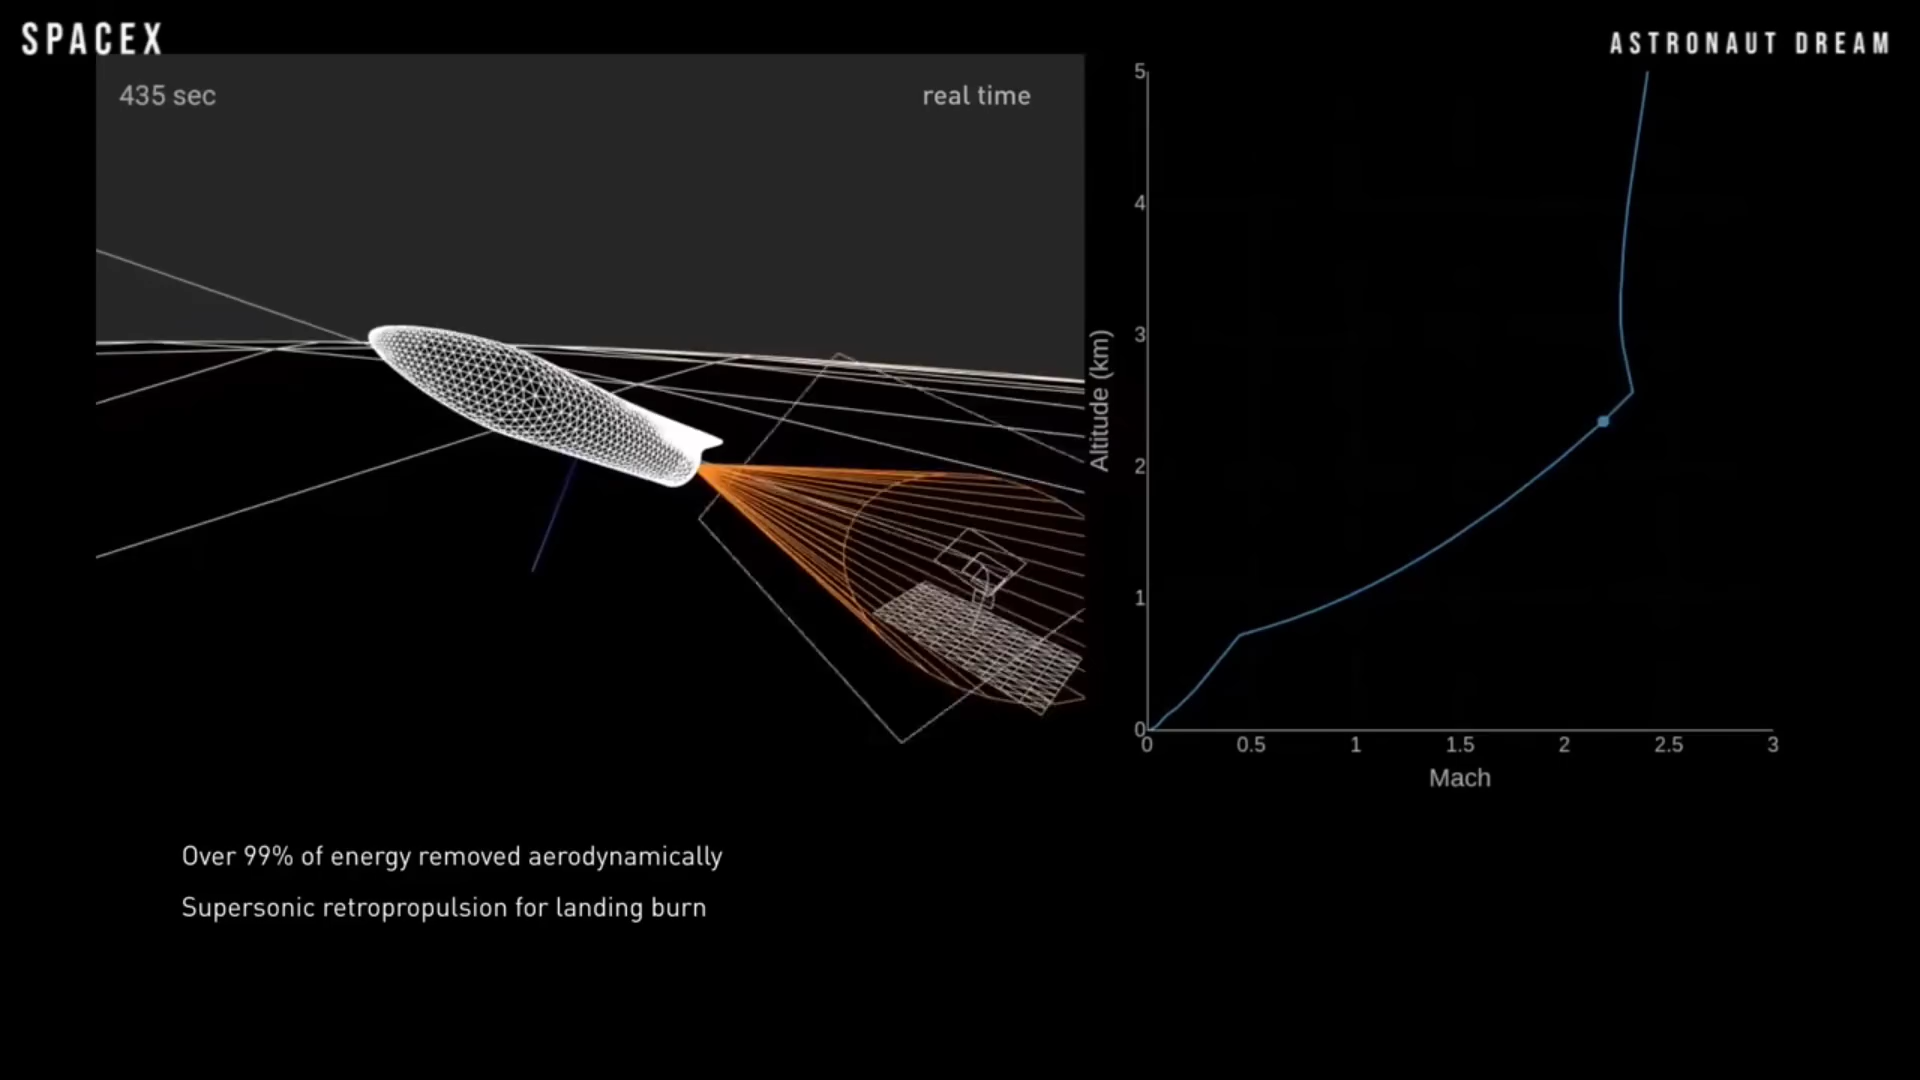 SPACEX
ASTRONAUT DREAM
435 sec
real time
5
4
3
2
1
0
Altitude (km)
0
0.5
1
1.5
2
2.5
3
Mach
Over 99% of energy removed aerodynamically
Supersonic retropropulsion for landing burn